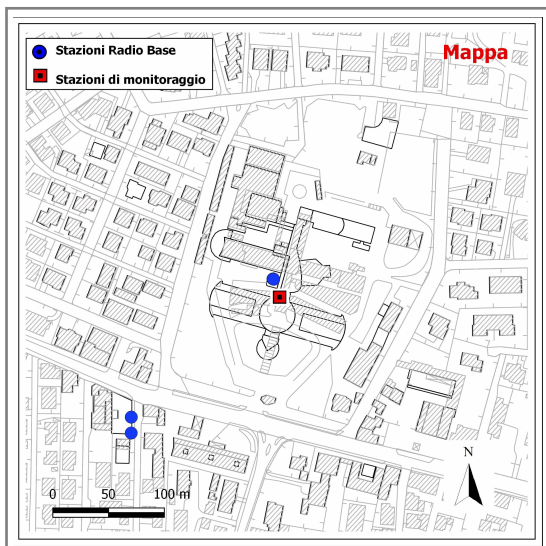 Stazioni Radio Base
Mappa
Stazioni di monitoraggio
N
0 50 100 m